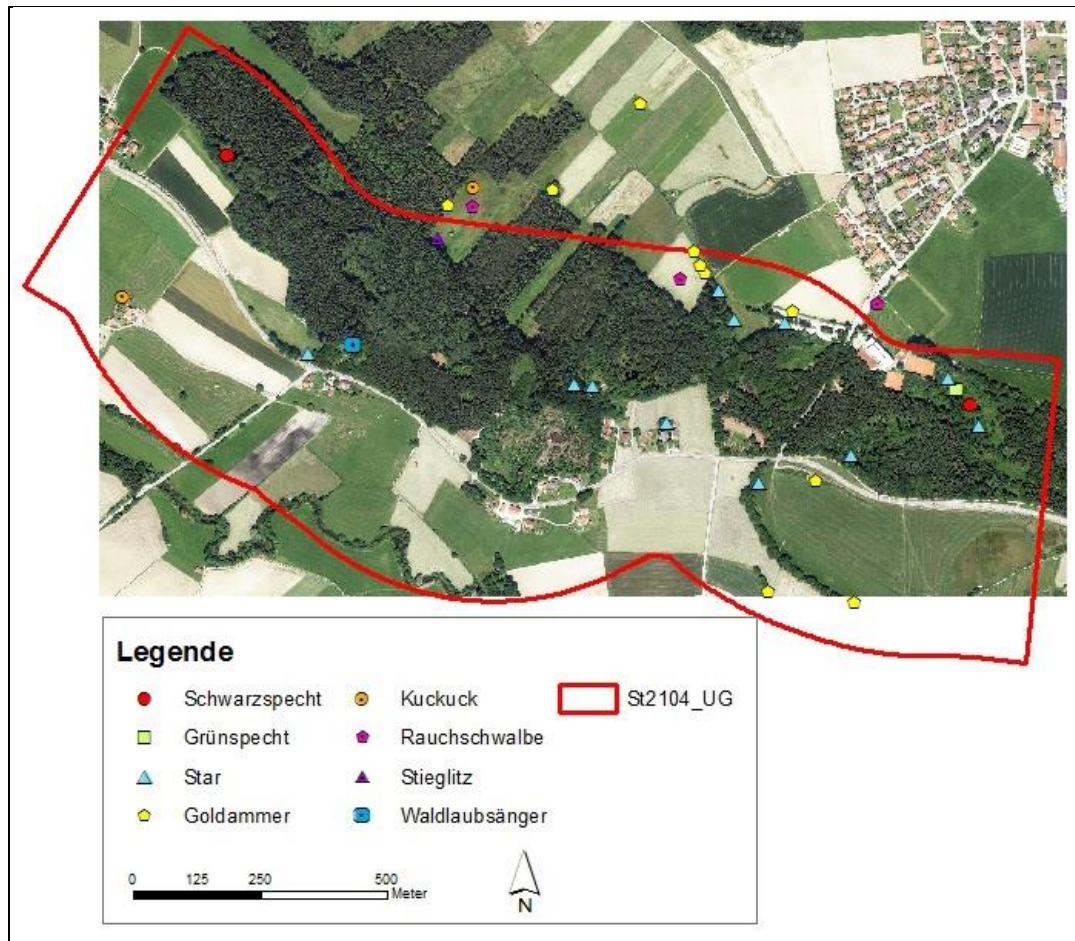 Legende
Schwarzspecht Kuckuck St2104_UG
Grünspecht Rauchschwalbe
Star Stieglitz
Goldammer Waldlaubsänger
0 125 250 500
Meter
N